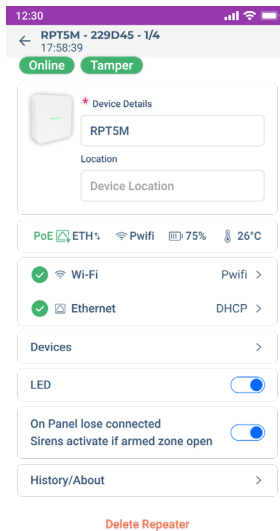 12:30
RPT5M - 229D45 - 1/4
17:58:39
Online Tamper
* Device Details
RPT5M
Location
Device Location
PoE ETH Pwifi 75% 26°C
Wi-Fi Pwifi >
Ethernet DHCP >
Devices >
LED
On Panel lose connected
Sirens activate if armed zone open
History/About >
Delete Repeater